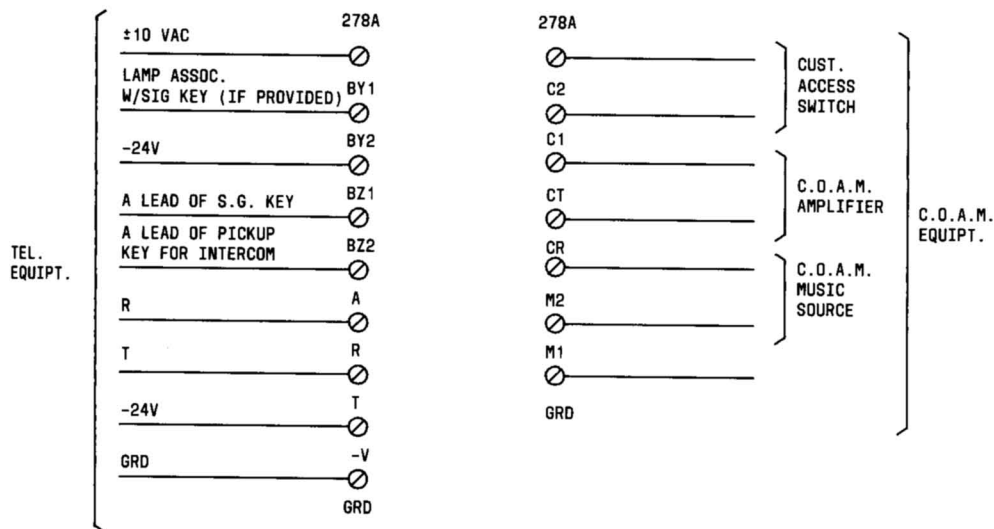 278A
±10 VAC
LAMP ASSOC.
W/SIG KEY (IF PROVIDED)
BY1
-24V
BY2
A LEAD OF S.G. KEY
BZ1
A LEAD OF PICKUP
KEY FOR INTERCOM
BZ2
TEL.
EQUIPT.
R
A
T
R
-24V
T
GRD
-V
GRD
278A
C2
CUST.
ACCESS
SWITCH
C1
CT
C.O.A.M.
AMPLIFIER
CR
M2
C.O.A.M.
MUSIC
SOURCE
M1
GRD
C.O.A.M.
EQUIPT.